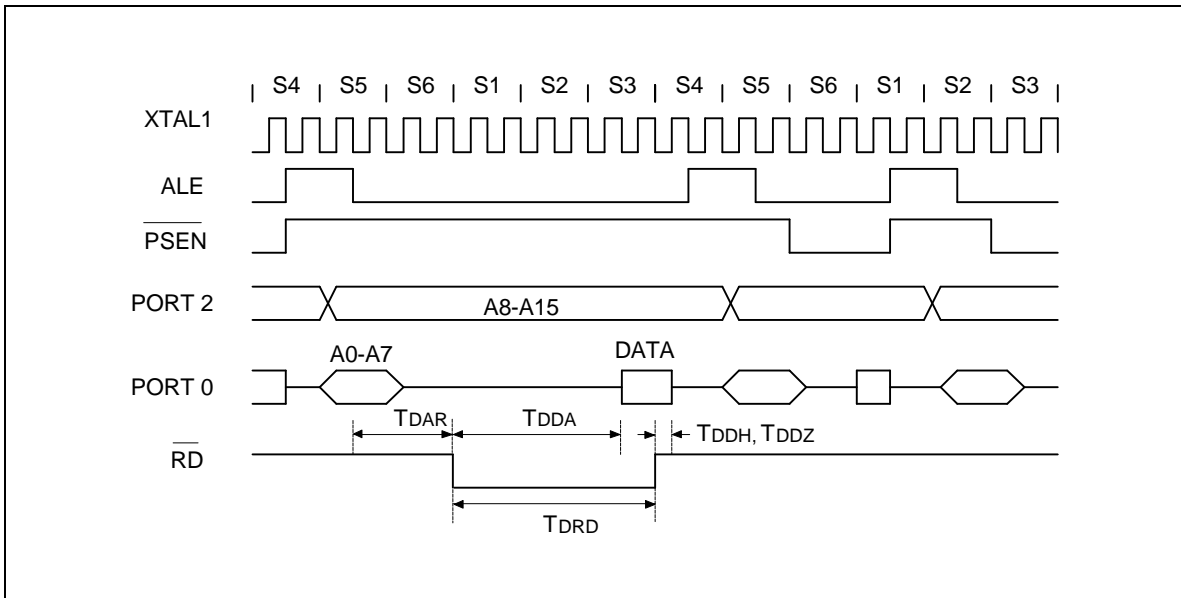 S4 S5 S6 S1 S2 S3 S4 S5 S6 S1 S2 S3
XTAL1
ALE
PSEN
PORT 2
A8-A15
A0-A7
DATA
PORT 0
TDAR
TDDA
TDDH, TDDZ
RD
TDRD